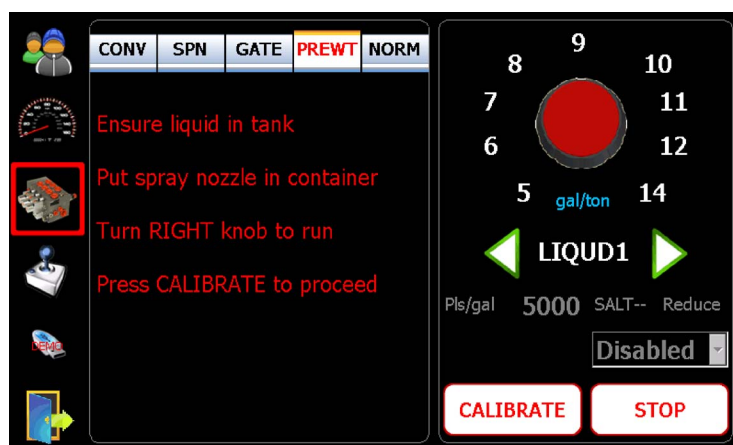 CONV SPN GATE PREWT NORM
Ensure liquid in tank
Put spray nozzle in container
Turn RIGHT knob to run
Press CALIBRATE to proceed
DEMO
9
8 10
7 11
6 12
5 gal/ton 14
LIQUD1
Pls/gal 5000 SALT-- Reduce
Disabled
CALIBRATE STOP